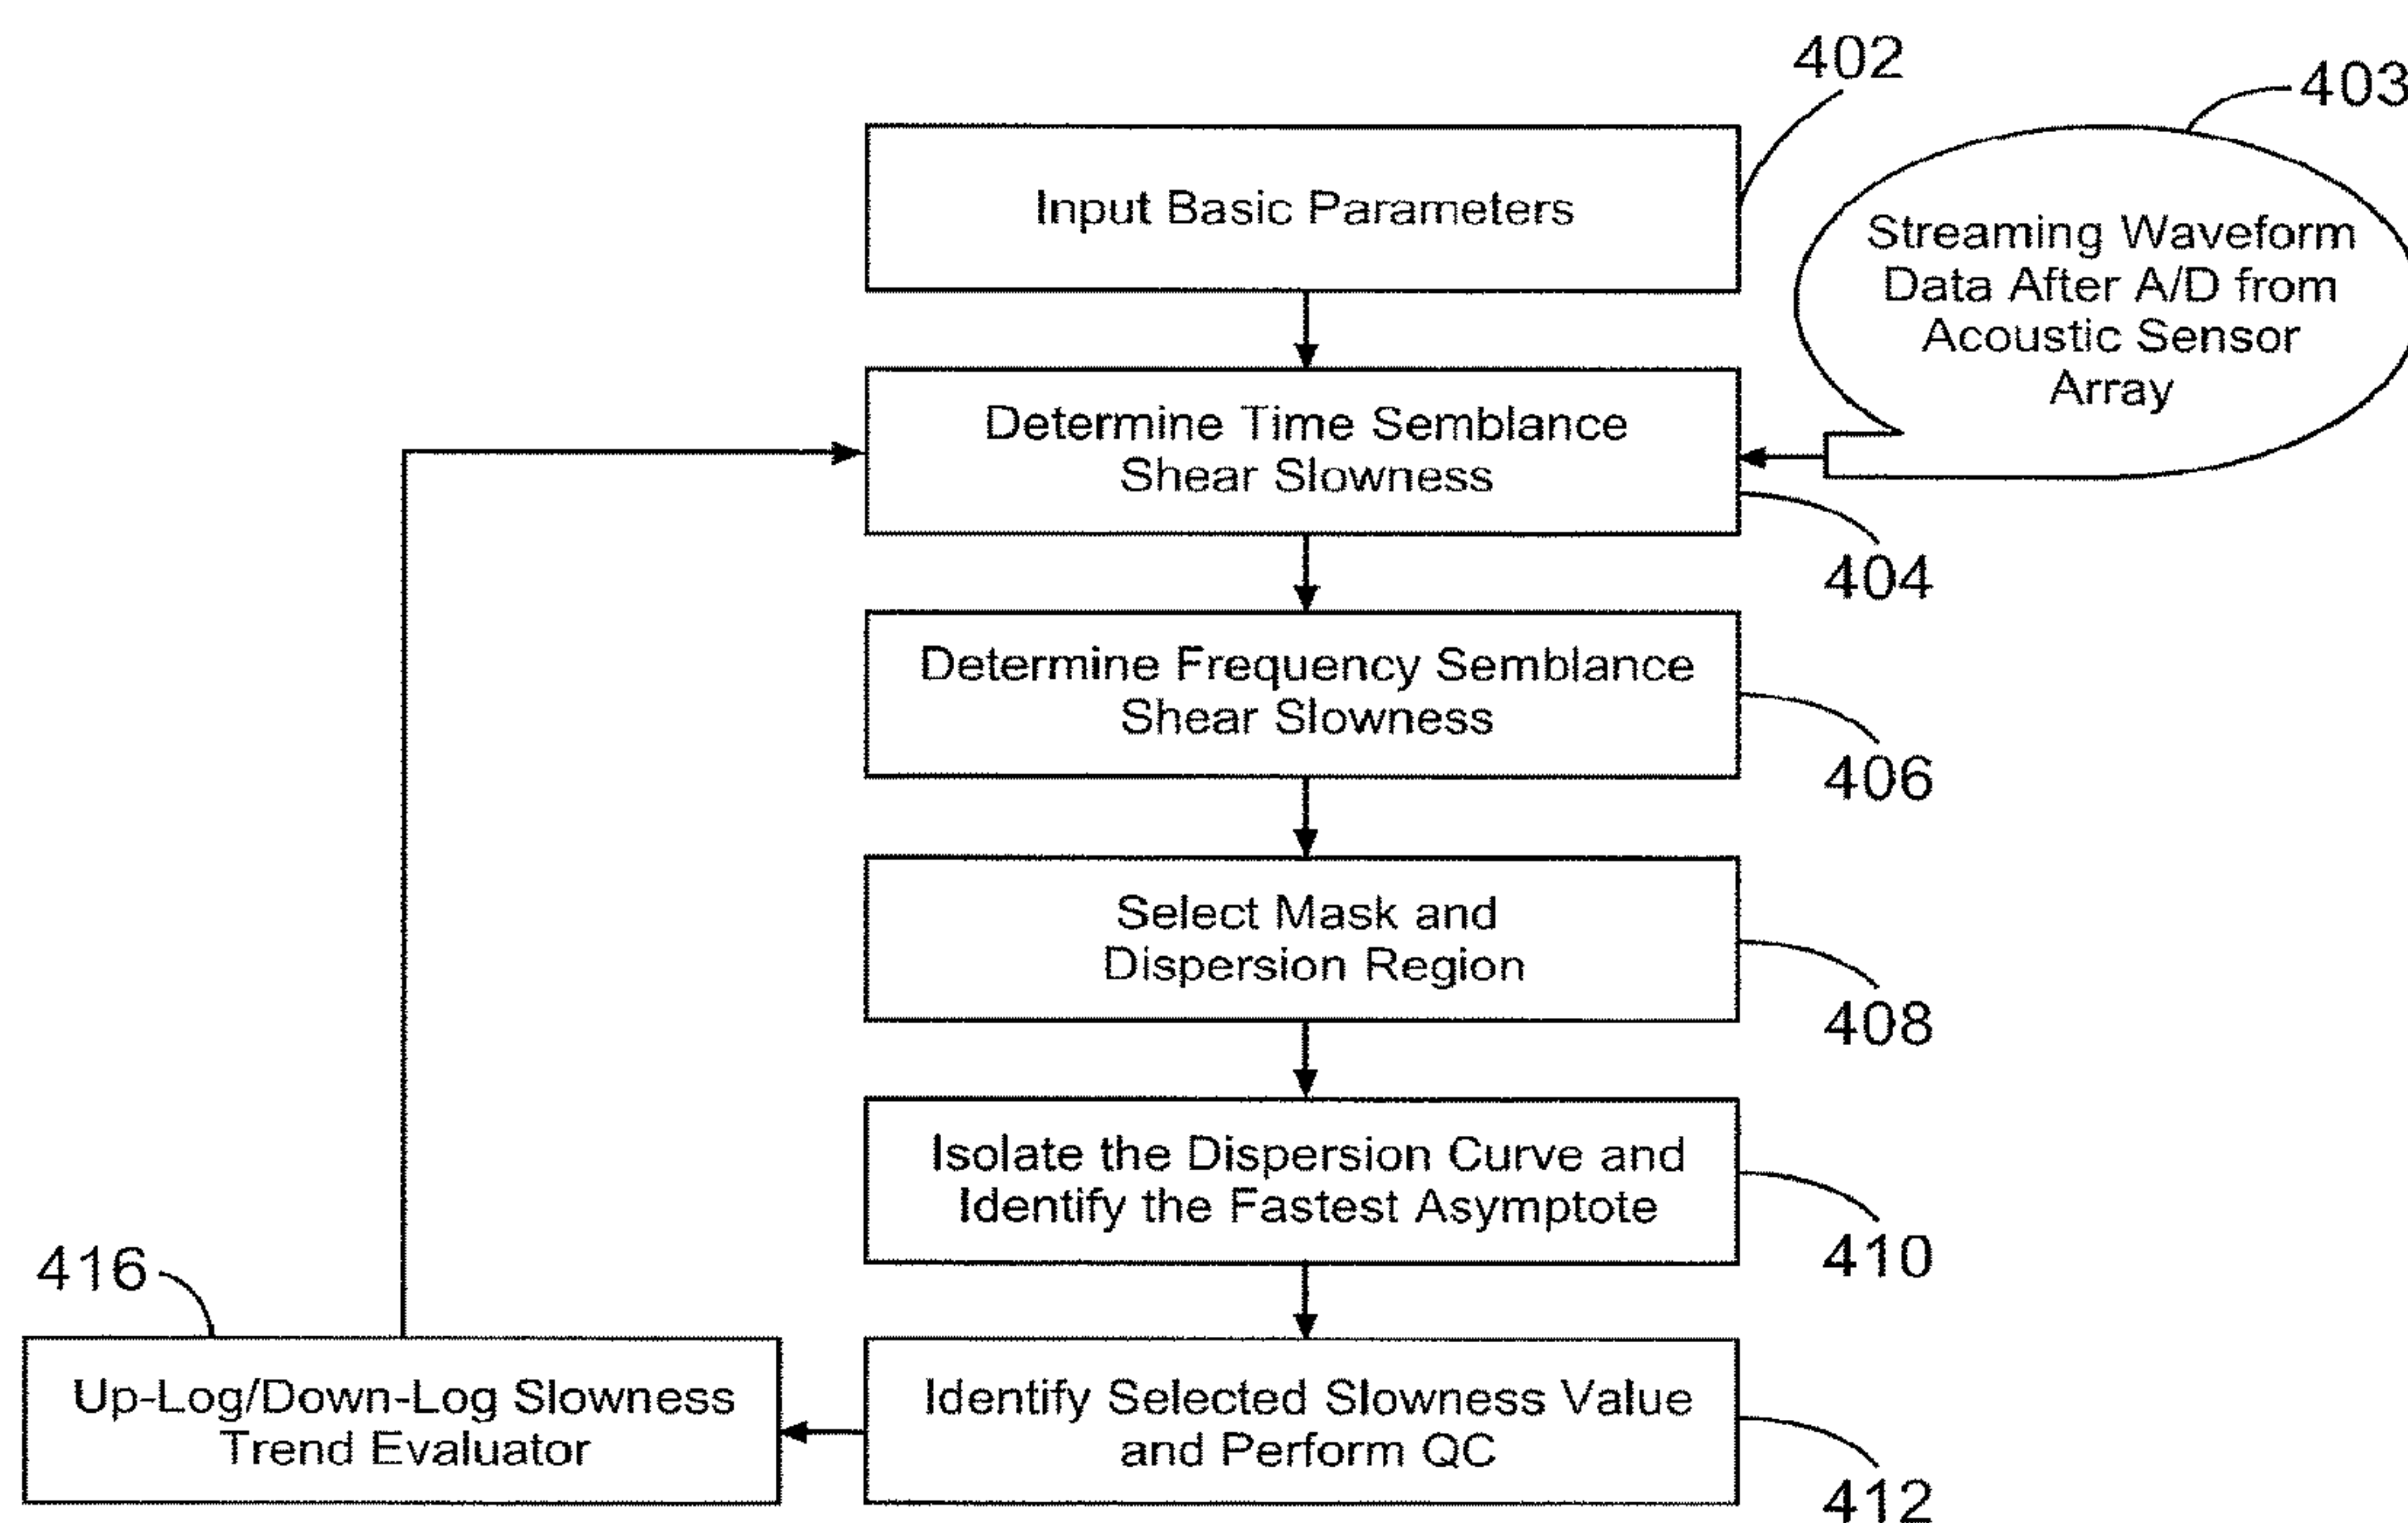 402
403
Input Basic Parameters
Streaming Waveform
Data After A/D from
Acoustic Sensor
Array
Determine Time Semblance
Shear Slowness
404
Determine Frequency Semblance
Shear Slowness
406
Select Mask and
Dispersion Region
408
Isolate the Dispersion Curve and
Identify the Fastest Asymptote
410
416
Up-Log/Down-Log Slowness
Trend Evaluator
Identify Selected Slowness Value
and Perform QC
412